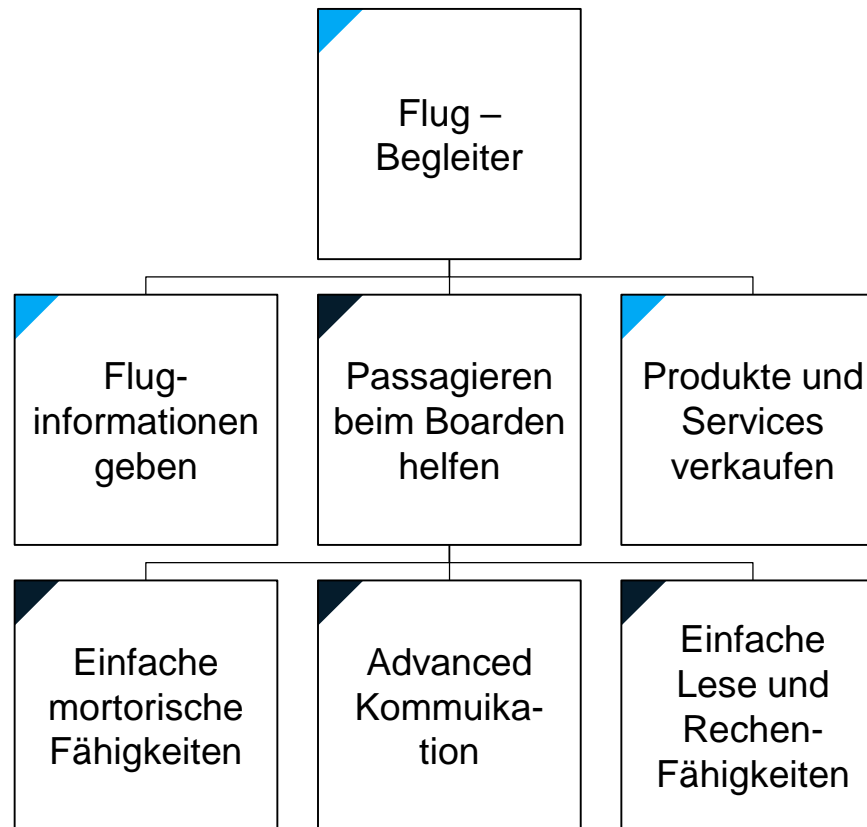 Flug –
Begleiter
Flug-
informationen
geben
Passagieren
beim Boarden
helfen
Produkte und
Services
verkaufen
Einfache
mortorische
Fähigkeiten
Advanced
Kommuika-
tion
Einfache
Lese und
Rechen-
Fähigkeiten